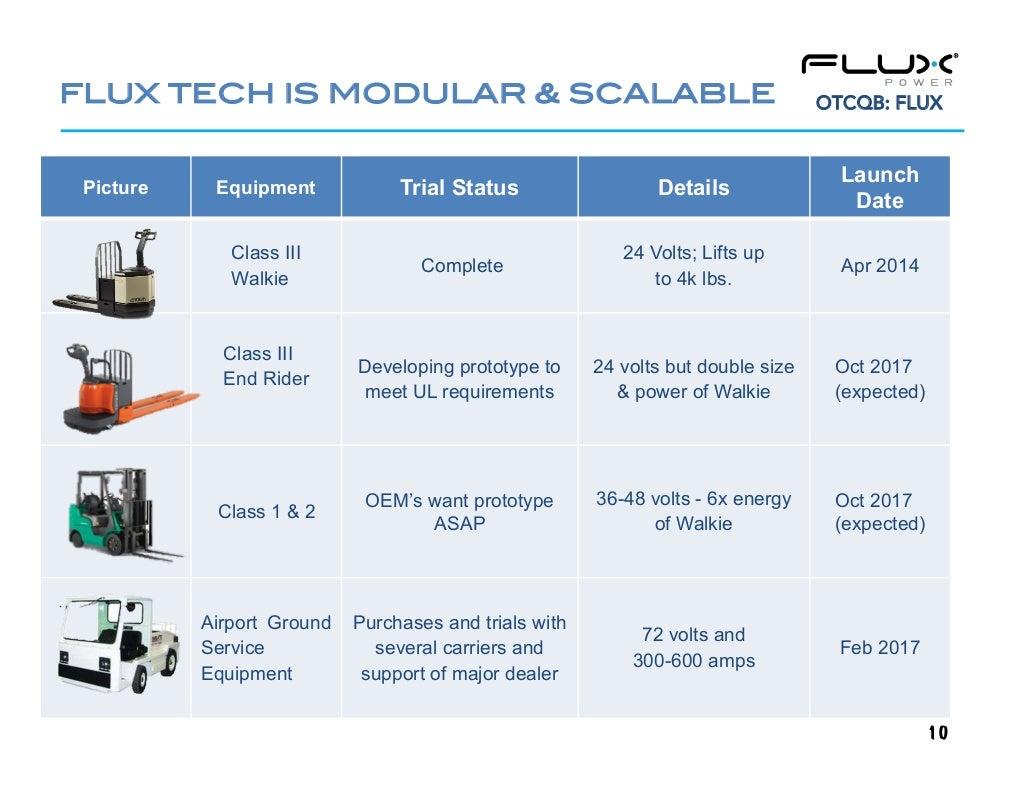 FLUX TECH IS MODULAR & SCALABLE
FLUX®
POWER
OTCQB: FLUX
Picture
Equipment
Trial Status
Details
Launch
Date
Class III
Walkie
Complete
24 Volts; Lifts up
to 4k lbs.
Apr 2014
CROWN
Class III
End Rider
Developing prototype to
meet UL requirements
24 volts but double size
& power of Walkie
Oct 2017
(expected)
Class 1 & 2
OEM’s want prototype
ASAP
36-48 volts - 6x energy
of Walkie
Oct 2017
(expected)
Airport Ground
Service
Equipment
Purchases and trials with
several carriers and
support of major dealer
72 volts and
300-600 amps
Feb 2017
10